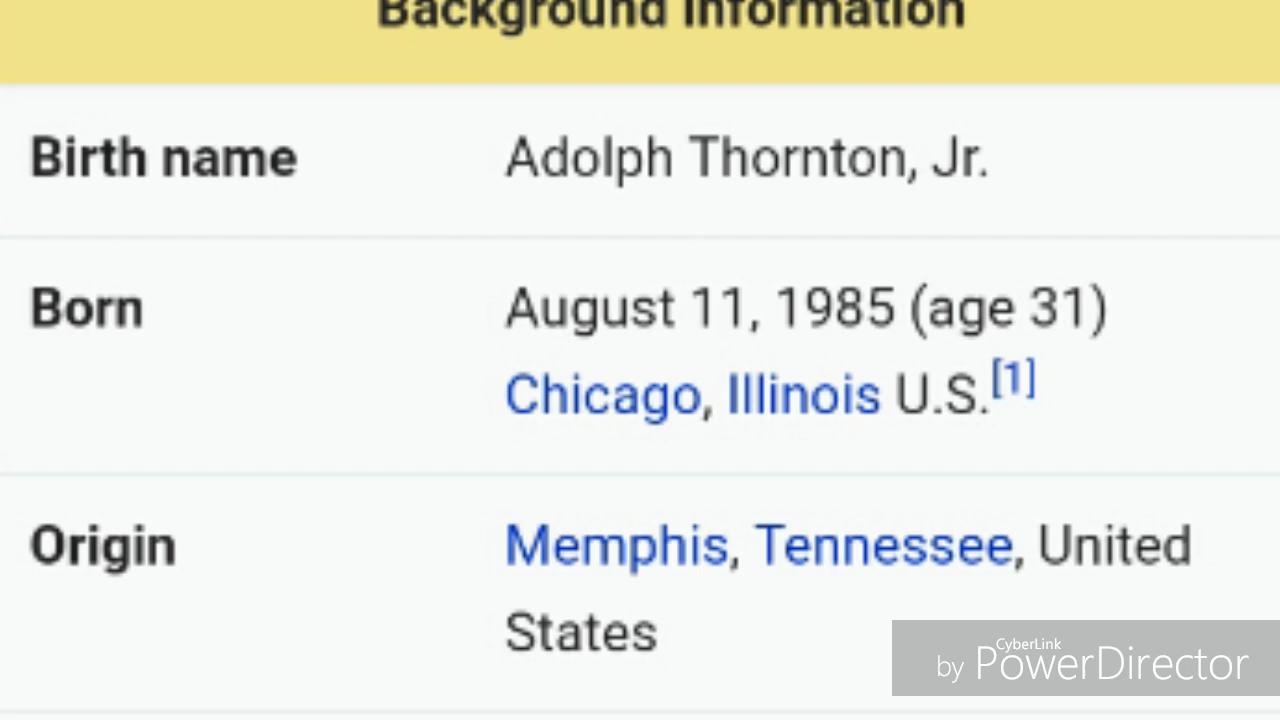 Background information
Birth name
Adolph Thornton, Jr.
Born
August 11, 1985 (age 31)
Chicago, Illinois U.S.[1]
Origin
Memphis, Tennessee, United
States
CyberLink
by PowerDirector